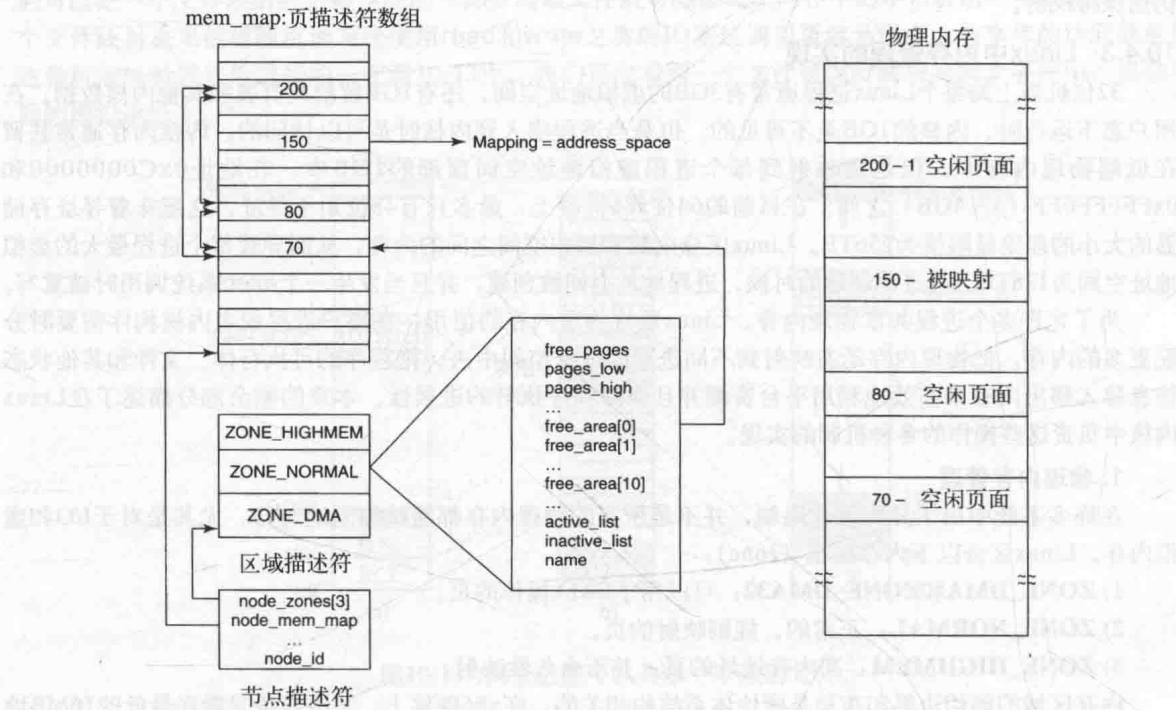 mem_map:页描述符数组
200
150
80
70
Mapping = address_space
ZONE_HIGHMEM
ZONE_NORMAL
ZONE_DMA
区域描述符
node_zones[3]
node_mem_map
...
node_id
节点描述符
free_pages
pages_low
pages_high
...
free_area[0]
free_area[1]
...
free_area[10]
...
active_list
inactive_list
name
...
物理内存
200 – 1 空闲页面
150 – 被映射
80 – 1 空闲页面
70 – 空闲页面